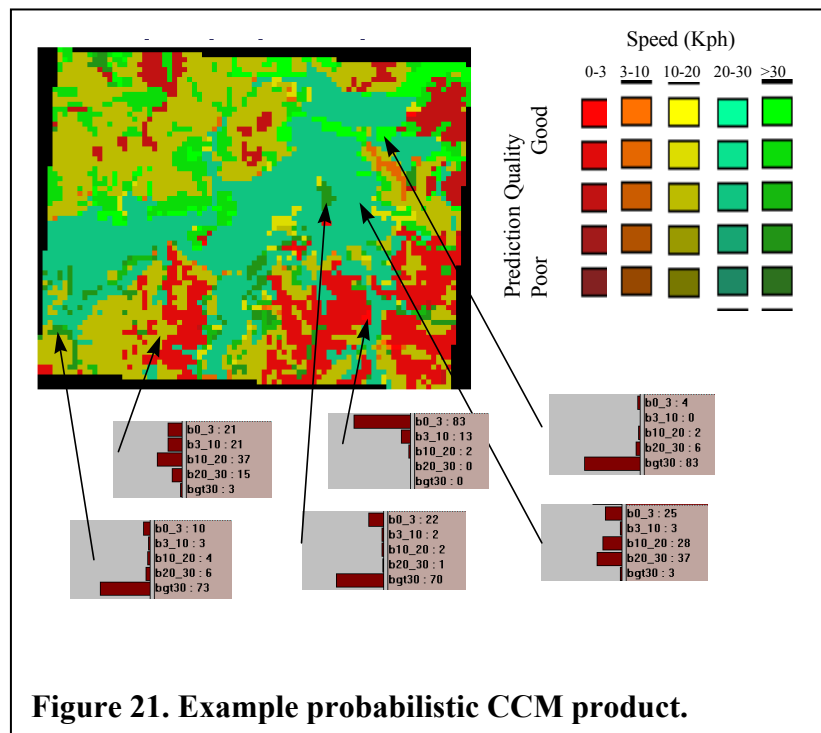 Speed (Kph)
0-3 3-10 10-20 20-30 >30
Prediction Quality
Poor Good
b0_3 : 21
b3_10 : 21
b10_20 : 37
b20_30 : 15
bgt30 : 3
b0_3 : 83
b3_10 : 13
b10_20 : 2
b20_30 : 0
bgt30 : 0
b0_3 : 4
b3_10 : 0
b10_20 : 2
b20_30 : 6
bgt30 : 83
b0_3 : 10
b3_10 : 3
b10_20 : 4
b20_30 : 6
bgt30 : 73
b0_3 : 22
b3_10 : 2
b10_20 : 2
b20_30 : 1
bgt30 : 70
b0_3 : 25
b3_10 : 3
b10_20 : 28
b20_30 : 37
bgt30 : 3
Figure 21. Example probabilistic CCM product.